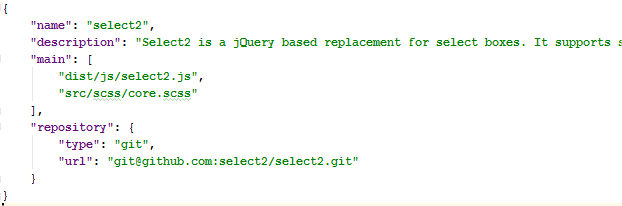 {
"name": "select2",
"description": "Select2 is a jQuery based replacement for select boxes. It supports
"main": [
"dist/js/select2.js",
"src/scss/core.scss"
],
"repository": {
"type": "git",
"url": "git@github.com:select2/select2.git"
}
}